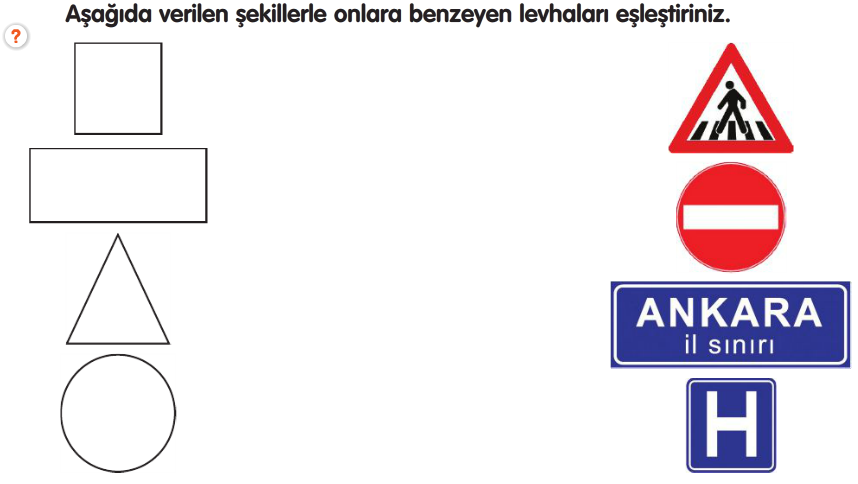 Aşağıda verilen şekillerle onlara benzeyen levhaları eşleştiriniz.
?
ANKARA
il sınırı
H